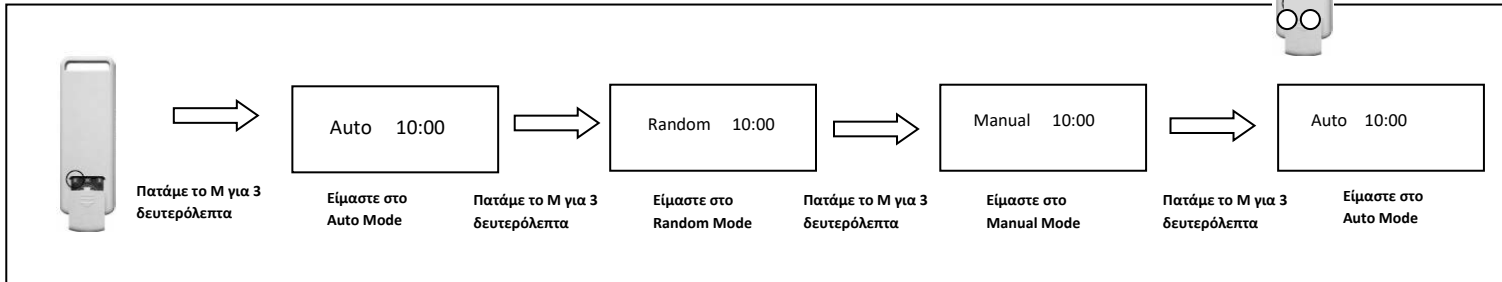 Auto 10:00
Random 10:00
Manual 10:00
Auto 10:00
Πατάμε το Μ για 3
δευτερόλεπτα
Είμαστε στο
Auto Mode
Πατάμε το Μ για 3
δευτερόλεπτα
Είμαστε στο
Random Mode
Πατάμε το Μ για 3
δευτερόλεπτα
Είμαστε στο
Manual Mode
Πατάμε το Μ για 3
δευτερόλεπτα
Είμαστε στο
Auto Mode